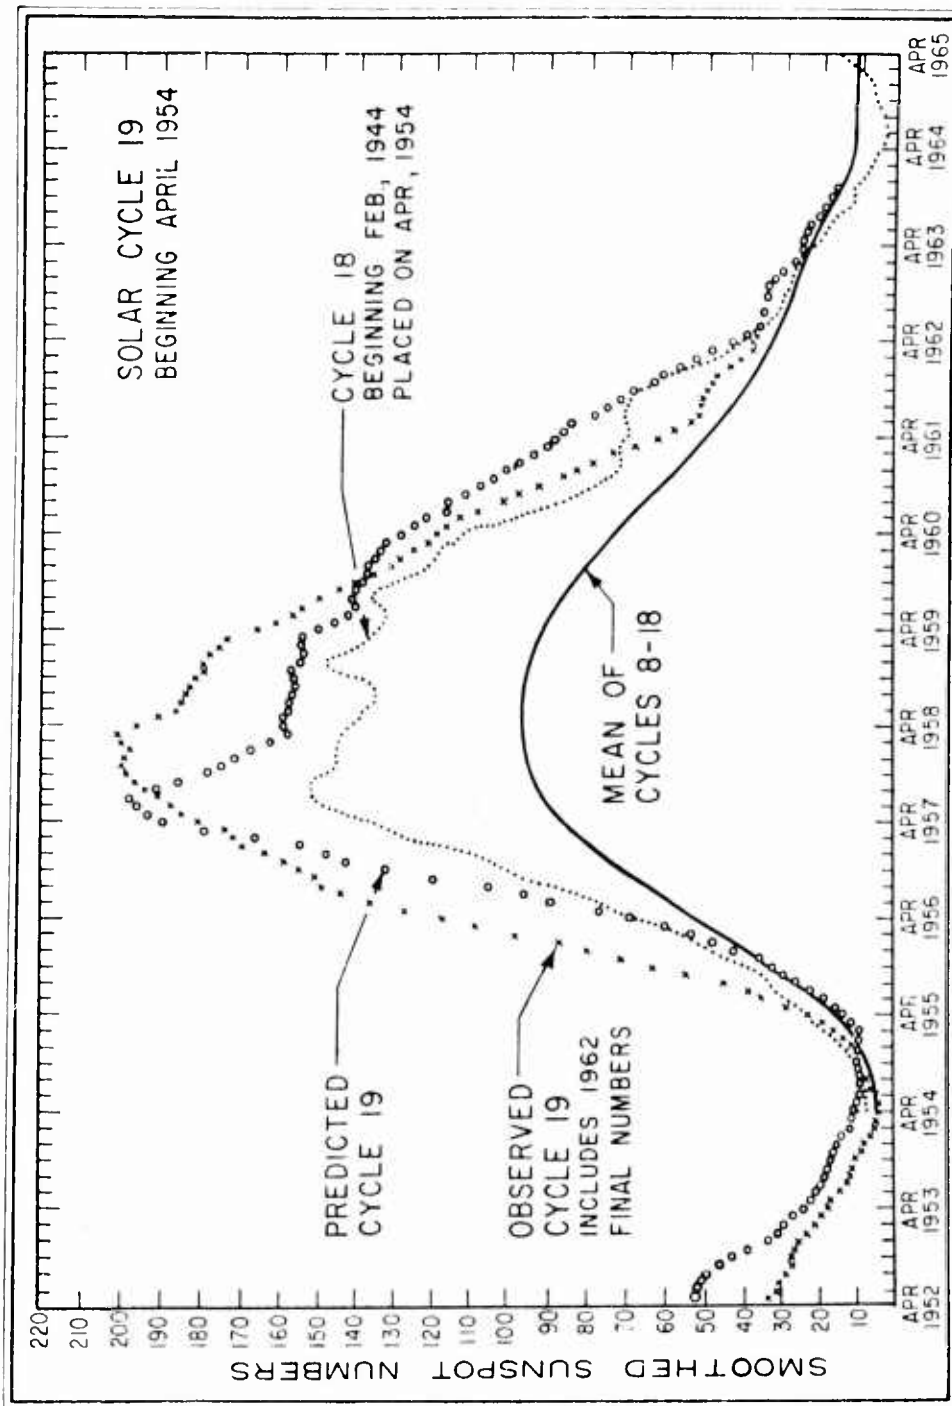 SOLAR CYCLE 19
BEGINNING APRIL 1954
CYCLE 18
BEGINNING FEB., 1944
PLACED ON APR, 1954
PREDICTED
CYCLE 19
OBSERVED
CYCLE 19
INCLUDES 1962
FINAL NUMBERS
MEAN OF
CYCLES 8-18
SMOOTHED SUNSPOT NUMBERS
220
210
200
190
180
170
160
150
140
130
120
110
100
90
80
70
60
50
40
30
20
10
APR
1952
APR
1953
APR
1954
APR
1955
APR
1956
APR
1957
APR
1958
APR
1959
APR
1960
APR
1961
APR
1962
APR
1963
APR
1964
APR
1965